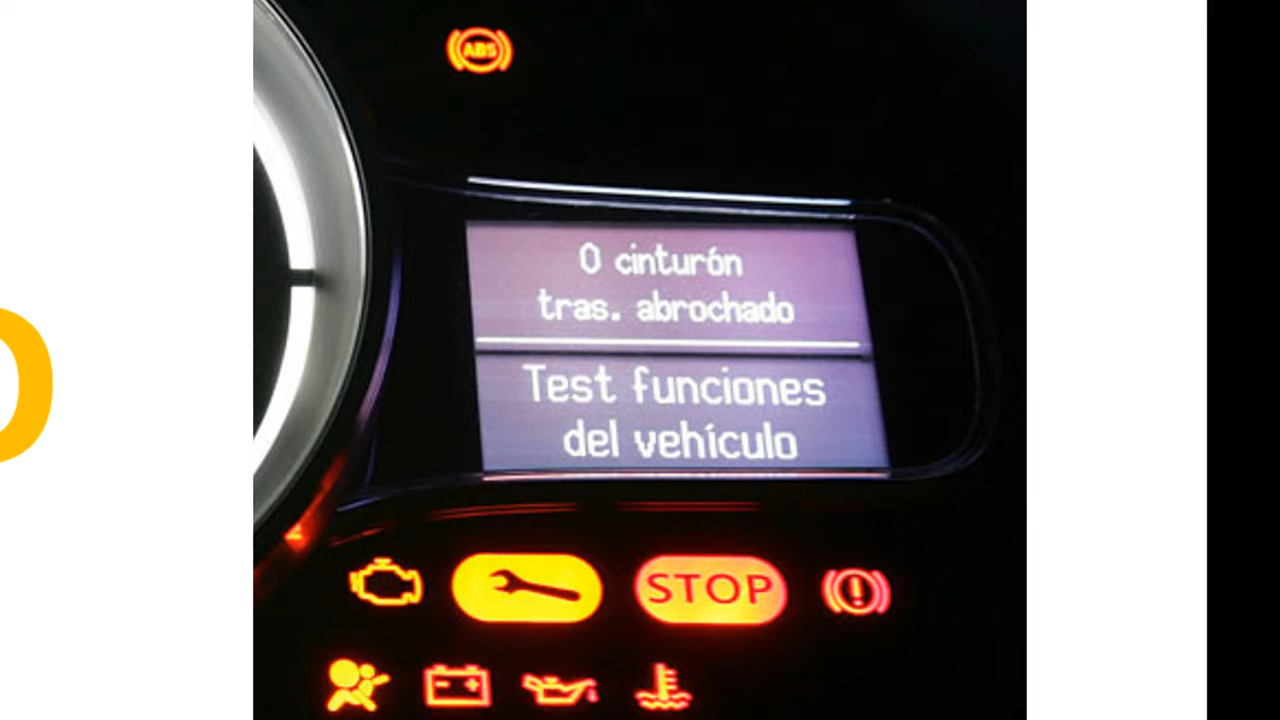 ABS
0 cinturón
tras. abrochado
Test funciones
del vehículo
STOP